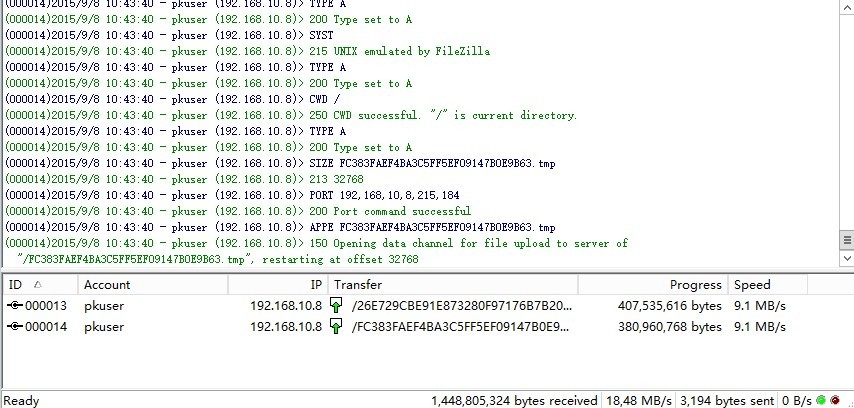 (000014)2015/9/8 10:43:40 - pkuser (192.168.10.8)> TYPE A
(000014)2015/9/8 10:43:40 - pkuser (192.168.10.8)> 200 Type set to A
(000014)2015/9/8 10:43:40 - pkuser (192.168.10.8)> SYST
(000014)2015/9/8 10:43:40 - pkuser (192.168.10.8)> 215 UNIX emulated by FileZilla
(000014)2015/9/8 10:43:40 - pkuser (192.168.10.8)> TYPE A
(000014)2015/9/8 10:43:40 - pkuser (192.168.10.8)> 200 Type set to A
(000014)2015/9/8 10:43:40 - pkuser (192.168.10.8)> CWD /
(000014)2015/9/8 10:43:40 - pkuser (192.168.10.8)> 250 CWD successful. "/" is current directory.
(000014)2015/9/8 10:43:40 - pkuser (192.168.10.8)> TYPE A
(000014)2015/9/8 10:43:40 - pkuser (192.168.10.8)> 200 Type set to A
(000014)2015/9/8 10:43:40 - pkuser (192.168.10.8)> SIZE FC383FAEF4BA3C5FF5EF09147B0E9B63.tmp
(000014)2015/9/8 10:43:40 - pkuser (192.168.10.8)> 213 32768
(000014)2015/9/8 10:43:40 - pkuser (192.168.10.8)> PORT 192,168,10,8,215,184
(000014)2015/9/8 10:43:40 - pkuser (192.168.10.8)> 200 Port command successful
(000014)2015/9/8 10:43:40 - pkuser (192.168.10.8)> APPE FC383FAEF4BA3C5FF5EF09147B0E9B63.tmp
(000014)2015/9/8 10:43:40 - pkuser (192.168.10.8)> 150 Opening data channel for file upload to server of
"/FC383FAEF4BA3C5FF5EF09147B0E9B63.tmp", restarting at offset 32768
ID Account IP Transfer Progress Speed
000013 pkuser 192.168.10.8 /26E729CBE91E873280F97176B7B20... 407,535,616 bytes 9.1 MB/s
000014 pkuser 192.168.10.8 /FC383FAEF4BA3C5FF5EF09147B0E9... 380,960,768 bytes 9.1 MB/s
Ready 1,448,805,324 bytes received 18,48 MB/s 3,194 bytes sent 0 B/s